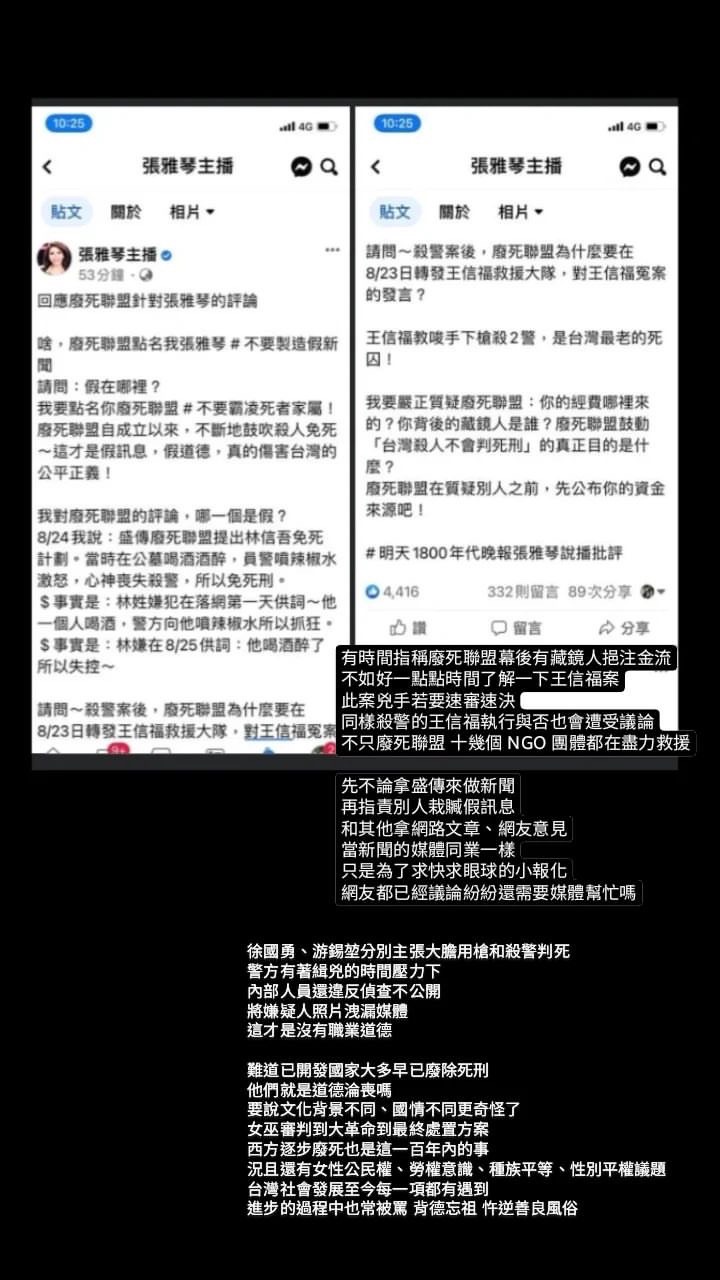 10:25
4G
張雅琴主播
貼文 關於 相片
張雅琴主播
53分鐘
回應廢死聯盟針對張雅琴的評論
啥，廢死聯盟點名我張雅琴#不要製造假新
聞
請問：假在哪裡？
我要點名你廢死聯盟#不要霸凌死者家屬！
廢死聯盟自成立以來，不斷地鼓吹殺人免死
～這才是假訊息，假道德，真的傷害台灣的
公平正義！
我對廢死聯盟的評論，哪一個是假？
8/24我說：盛傳廢死聯盟提出林信吾免死
計劃。當時在公墓喝酒酒醉，員警噴辣椒水
激怒，心神喪失殺警，所以免死刑。
＄事實是：林姓嫌犯在落網第一天供詞～他
一個人喝酒，警方向他噴辣椒水所以抓狂。
＄事實是：林嫌在8/25供詞：他喝酒醉了
所以失控～
請問～殺警案後，廢死聯盟為什麼要在
8/23日轉發王信福救援大隊，對王信福冤案
9+
2
10:25
4G
張雅琴主播
貼文 關於 相片
請問～殺警案後，廢死聯盟為什麼要在
8/23日轉發王信福救援大隊，對王信福冤案
的發言？
王信福教唆手下槍殺2警，是台灣最老的死
囚！
我要嚴正質疑廢死聯盟：你的經費哪裡來
的？你背後的藏鏡人是誰？廢死聯盟鼓動
「台灣殺人不會判死刑」的真正目的是什
麼？
廢死聯盟在質疑別人之前，先公布你的資金
來源吧！
#明天1800年代晚報張雅琴說播批評
4,416 332則留言 89次分享
讚 留言 分享
有時間指稱廢死聯盟幕後有藏鏡人挹注金流
不如好一點點時間了解一下王信福案
此案兇手若要速審速決
同樣殺警的王信福執行與否也會遭受議論
不只廢死聯盟 十幾個 NGO 團體都在盡力救援
先不論拿盛傳來做新聞
再指責別人栽贓假訊息
和其他拿網路文章、網友意見
當新聞的媒體同業一樣
只是為了求快求眼球的小報化
網友都已經議論紛紛還需要媒體幫忙嗎
徐國勇、游錫堃分別主張大膽用槍和殺警判死
警方有著緝兇的時間壓力下
內部人員還違反偵查不公開
將嫌疑人照片洩漏媒體
這才是沒有職業道德
難道已開發國家大多早已廢除死刑
他們就是道德淪喪嗎
要說文化背景不同、國情不同更奇怪了
女巫審判到大革命到最終處置方案
西方逐步廢死也是這一百年內的事
況且還有女性公民權、勞權意識、種族平等、性別平權議題
台灣社會發展至今每一項都有遇到
進步的過程中也常被罵 背德忘祖 忤逆善良風俗